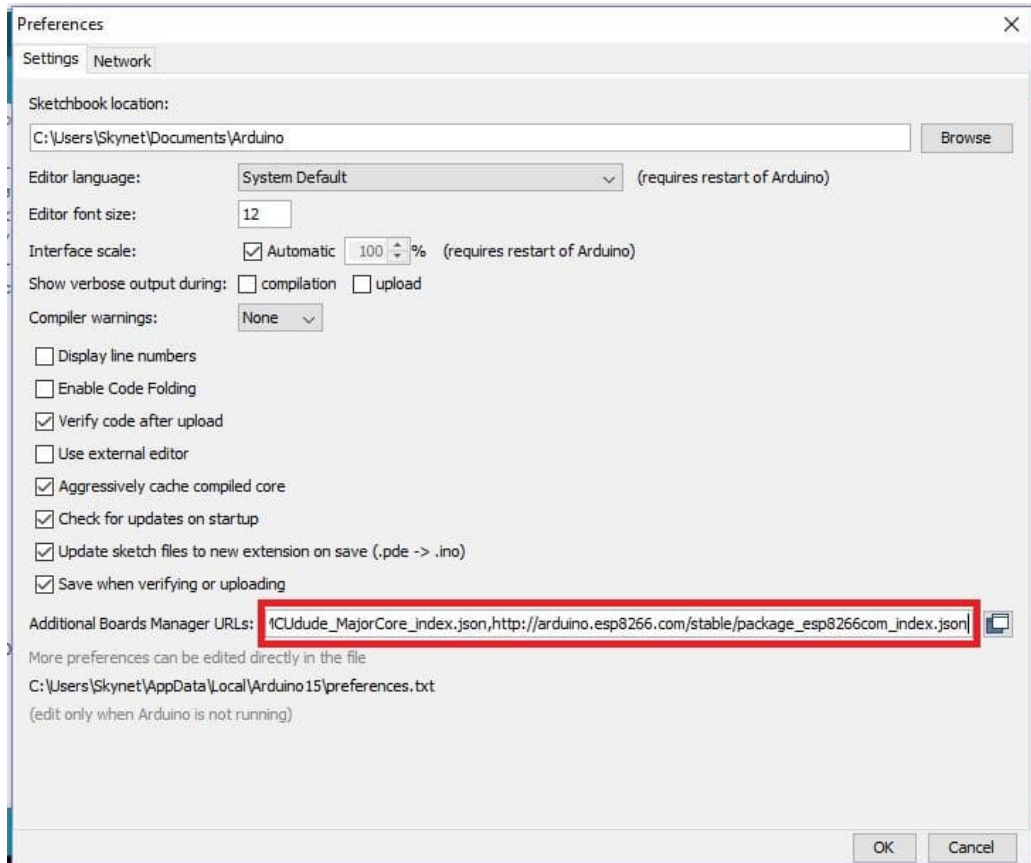 Preferences
Settings Network
Sketchbook location:
C:\Users\Skynet\Documents\Arduino Browse
Editor language: System Default (requires restart of Arduino)
Editor font size: 12
Interface scale: Automatic 100 % (requires restart of Arduino)
Show verbose output during: compilation upload
Compiler warnings: None
Display line numbers
Enable Code Folding
Verify code after upload
Use external editor
Aggressively cache compiled core
Check for updates on startup
Update sketch files to new extension on save (.pde -> .ino)
Save when verifying or uploading
Additional Boards Manager URLs: MCUdude_MajorCore_index.json,http://arduino.esp8266.com/stable/package_esp8266com_index.json
More preferences can be edited directly in the file
C:\Users\Skynet\AppData\Local\Arduino15\preferences.txt
(edit only when Arduino is not running)
OK Cancel